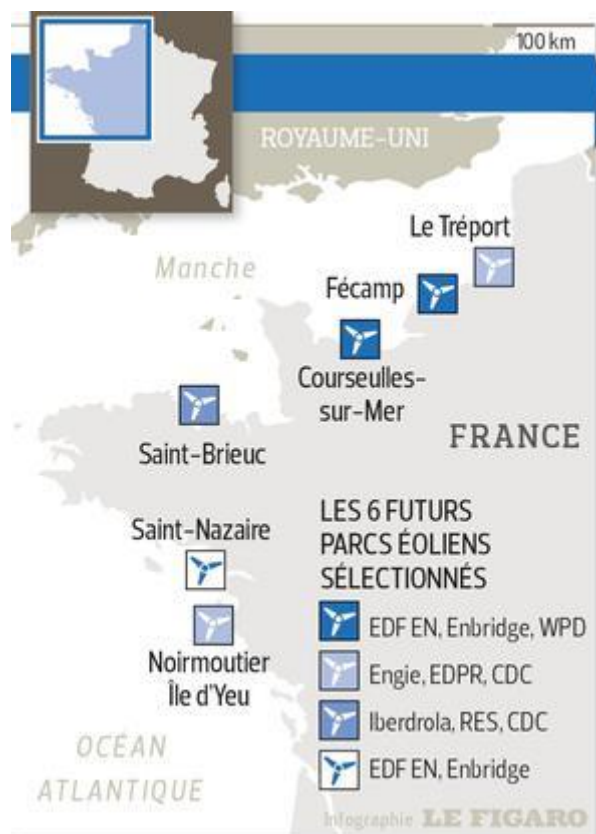 100 km
ROYAUME-UNI
Le Tréport
Manche
Fécamp
Courseulles-
sur-Mer
FRANCE
Saint-Brieuc
Saint-Nazaire
Noirmoutier
Île d'Yeu
OCÉAN
ATLANTIQUE
LES 6 FUTURS
PARCS ÉOLIENS
SÉLECTIONNÉS
EDF EN, Enbridge, WPD
Engie, EDPR, CDC
Iberdrola, RES, CDC
EDF EN, Enbridge
Infographie LE FIGARO